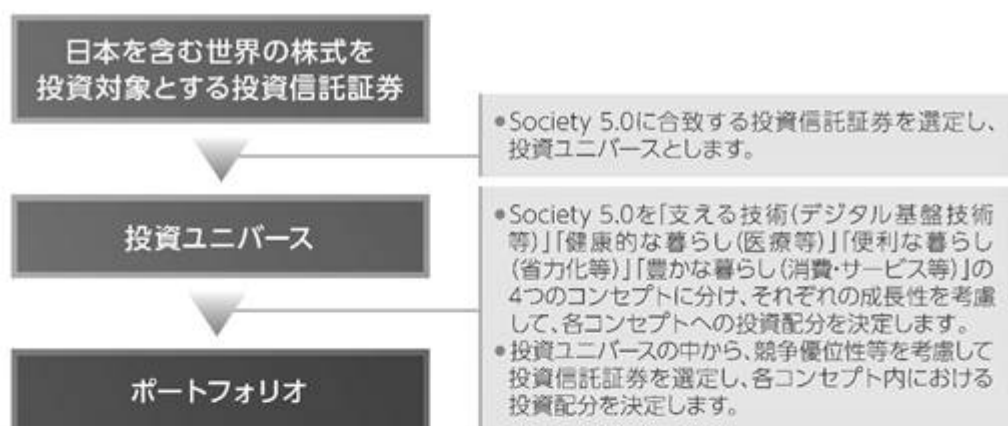 日本を含む世界の株式を
投資対象とする投資信託証券
●Society 5.0に合致する投資信託証券を選定し、
投資ユニバースとします。
投資ユニバース
●Society 5.0を「支える技術(デジタル基盤技術
等)」「健康的な暮らし(医療等)」「便利な暮らし
(省力化等)」「豊かな暮らし(消費・サービス等)」の
4つのコンセプトに分け、それぞれの成長性を考慮
して、各コンセプトへの投資配分を決定します。
●投資ユニバースの中から、競争優位性等を考慮して
投資信託証券を選定し、各コンセプト内における
投資配分を決定します。
ポートフォリオ